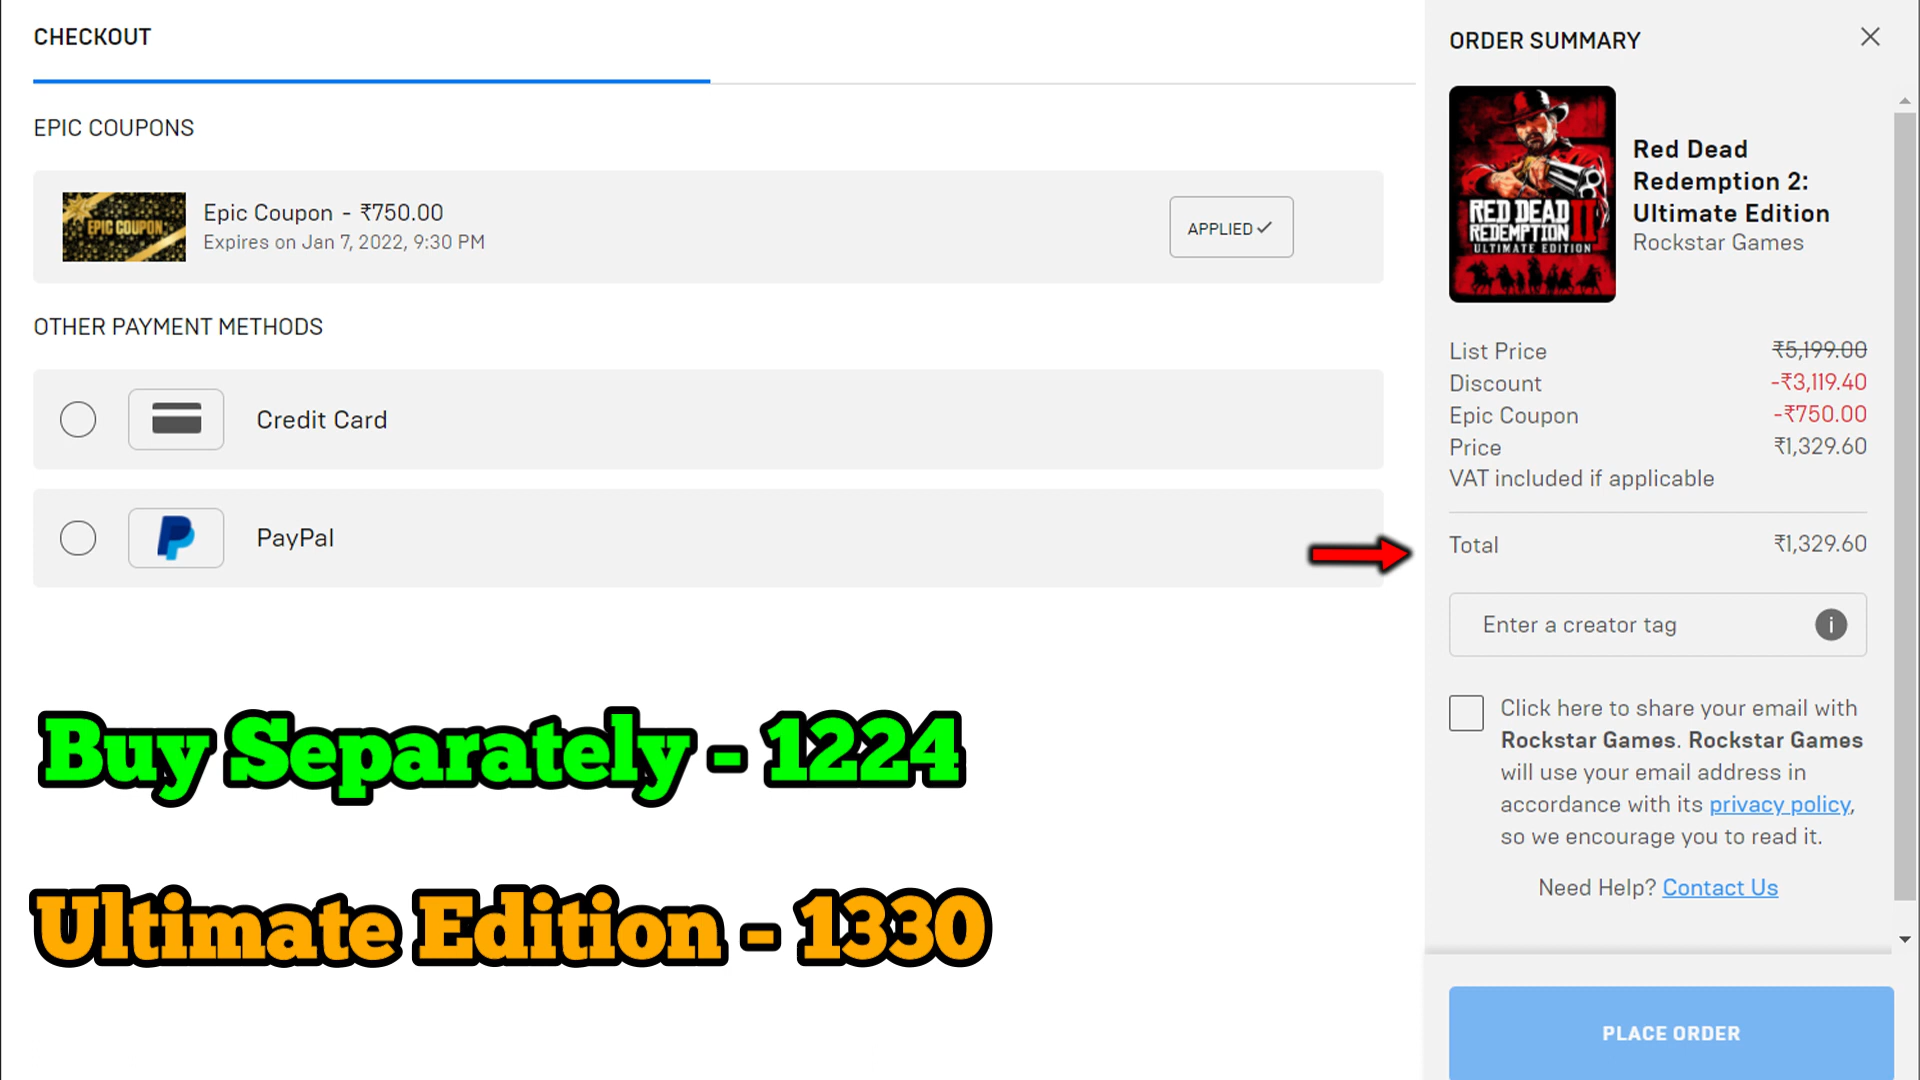 CHECKOUT
EPIC COUPONS
EPIC COUPON
Epic Coupon - ₹750.00
Expires on Jan 7, 2022, 9:30 PM
APPLIED
OTHER PAYMENT METHODS
Credit Card
PayPal
Buy Separately - 1224
Ultimate Edition - 1330
ORDER SUMMARY
RED DEAD
REDEMPTION II
ULTIMATE EDITION
Red Dead
Redemption 2:
Ultimate Edition
Rockstar Games
List Price ₹5,199.00
Discount -₹3,119.40
Epic Coupon -₹750.00
Price ₹1,329.60
VAT included if applicable
Total ₹1,329.60
Enter a creator tag
Click here to share your email with
Rockstar Games. Rockstar Games
will use your email address in
accordance with its privacy policy,
so we encourage you to read it.
Need Help? Contact Us
PLACE ORDER